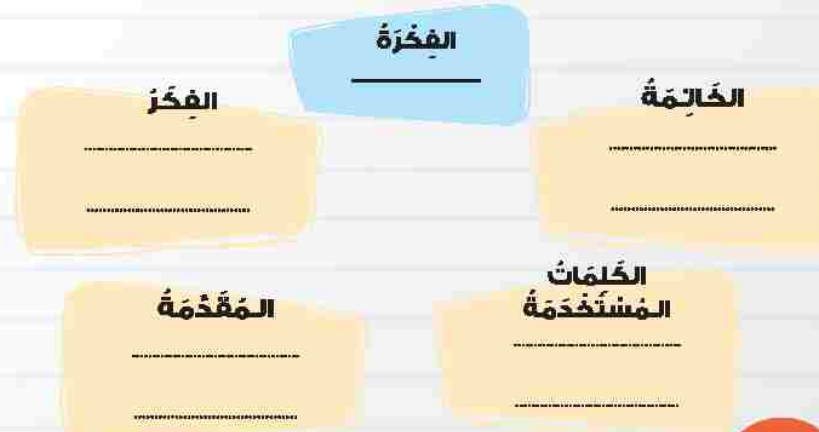 الفِكْرَةُ
الخَاتِمَةُ
الفِكَرُ
الكَلِمَاتُ
المُسْتَخْدَمَةُ
المُقَدِّمَةُ